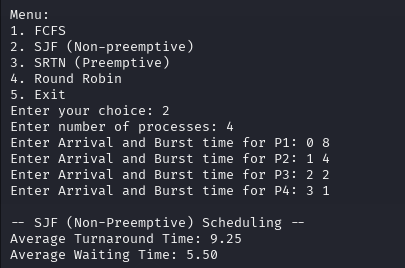 Menu:
1. FCFS
2. SJF (Non-preemptive)
3. SRTN (Preemptive)
4. Round Robin
5. Exit
Enter your choice: 2
Enter number of processes: 4
Enter Arrival and Burst time for P1: 0 8
Enter Arrival and Burst time for P2: 1 4
Enter Arrival and Burst time for P3: 2 2
Enter Arrival and Burst time for P4: 3 1
-- SJF (Non-Preemptive) Scheduling --
Average Turnaround Time: 9.25
Average Waiting Time: 5.50